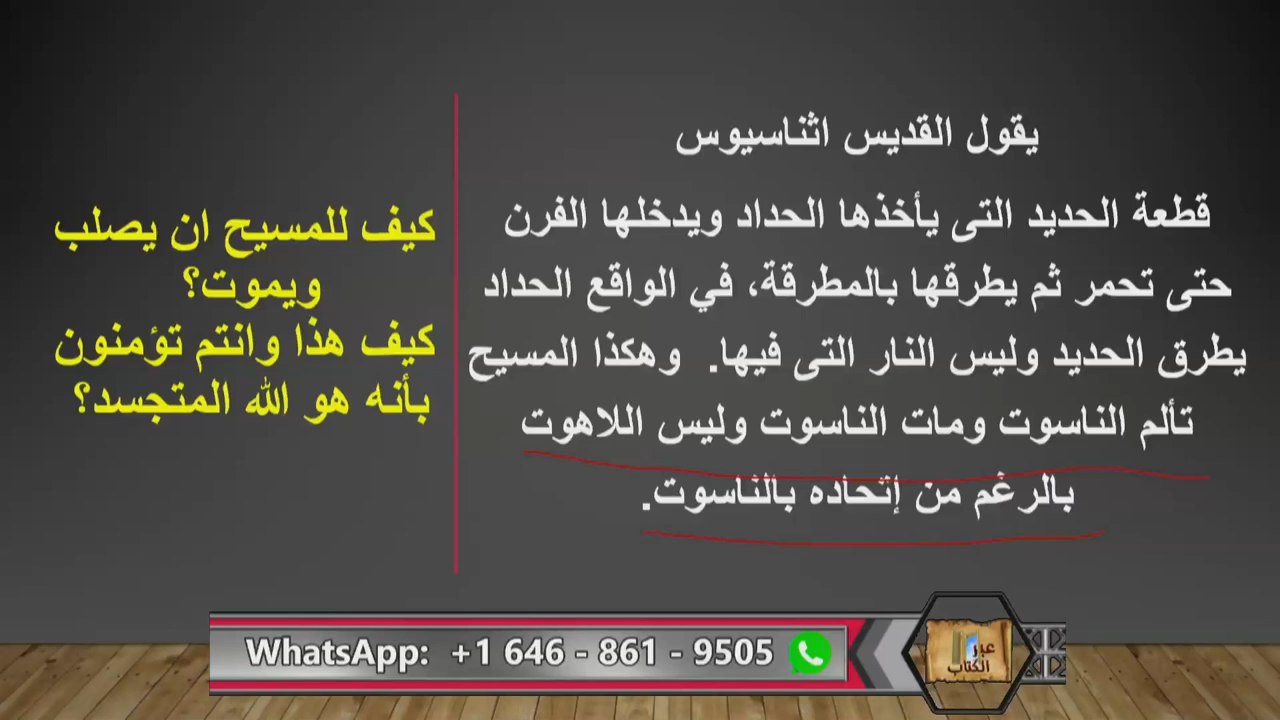 يقول القديس اثناسيوس
قطعة الحديد التى يأخذها الحداد ويدخلها الفرن
حتى تحمر ثم يطرقها بالمطرقة، في الواقع الحداد
يطرق الحديد وليس النار التى فيها. وهكذا المسيح
تألم الناسوت ومات الناسوت وليس اللاهوت
بالرغم من إتحاده بالناسوت.
كيف للمسيح ان يصلب
ويموت؟
كيف هذا وانتم تؤمنون
بأنه هو الله المتجسد؟
WhatsApp: +1 646 - 861 - 9505
عبر
الكتاب